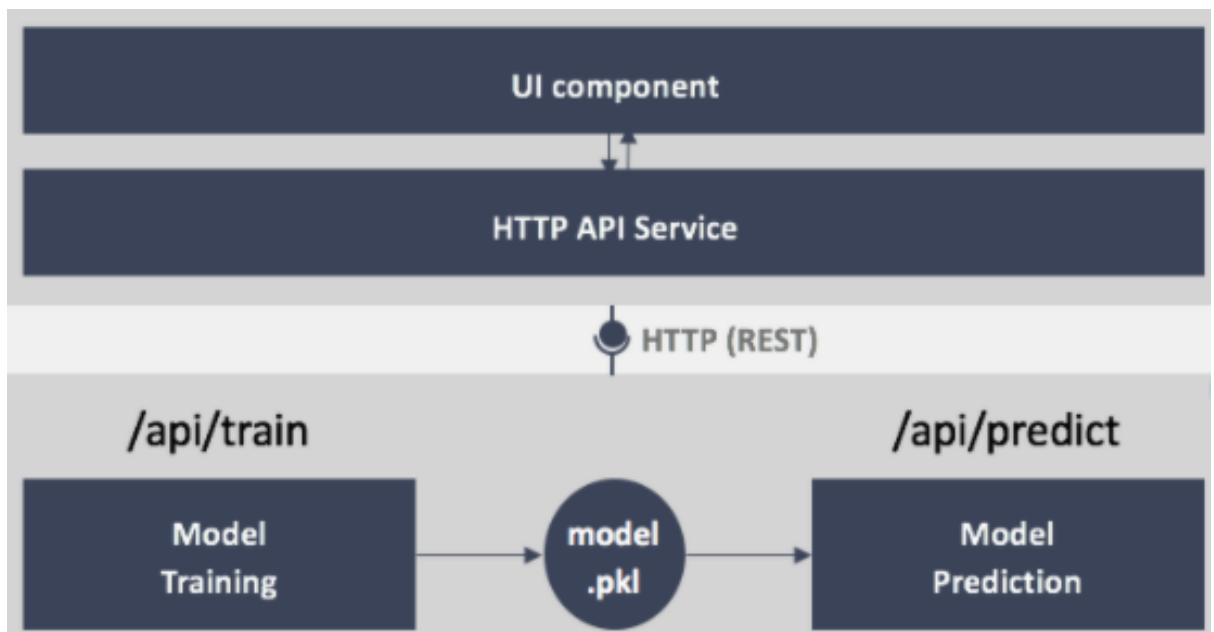 UI component
HTTP API Service
HTTP (REST)
/api/train
/api/predict
Model
Training
model
.pkl
Model
Prediction